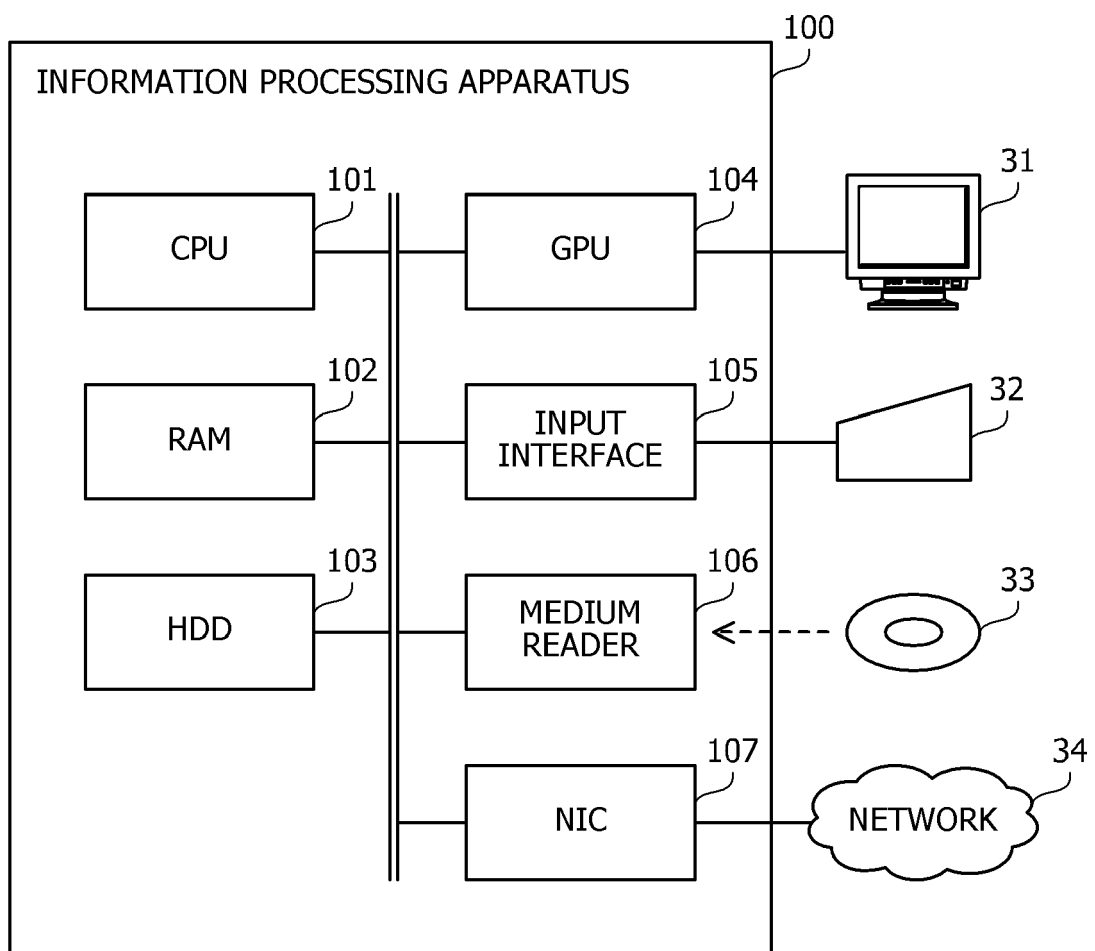 100
INFORMATION PROCESSING APPARATUS
101
CPU
104
GPU
31
102
RAM
105
INPUT
INTERFACE
32
103
HDD
106
MEDIUM
READER
33
107
NIC
34
NETWORK